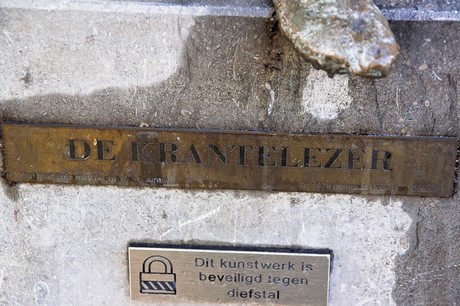 DE KRANTELEZER
Dit kunstwerk is
beveiligd tegen
diefstal